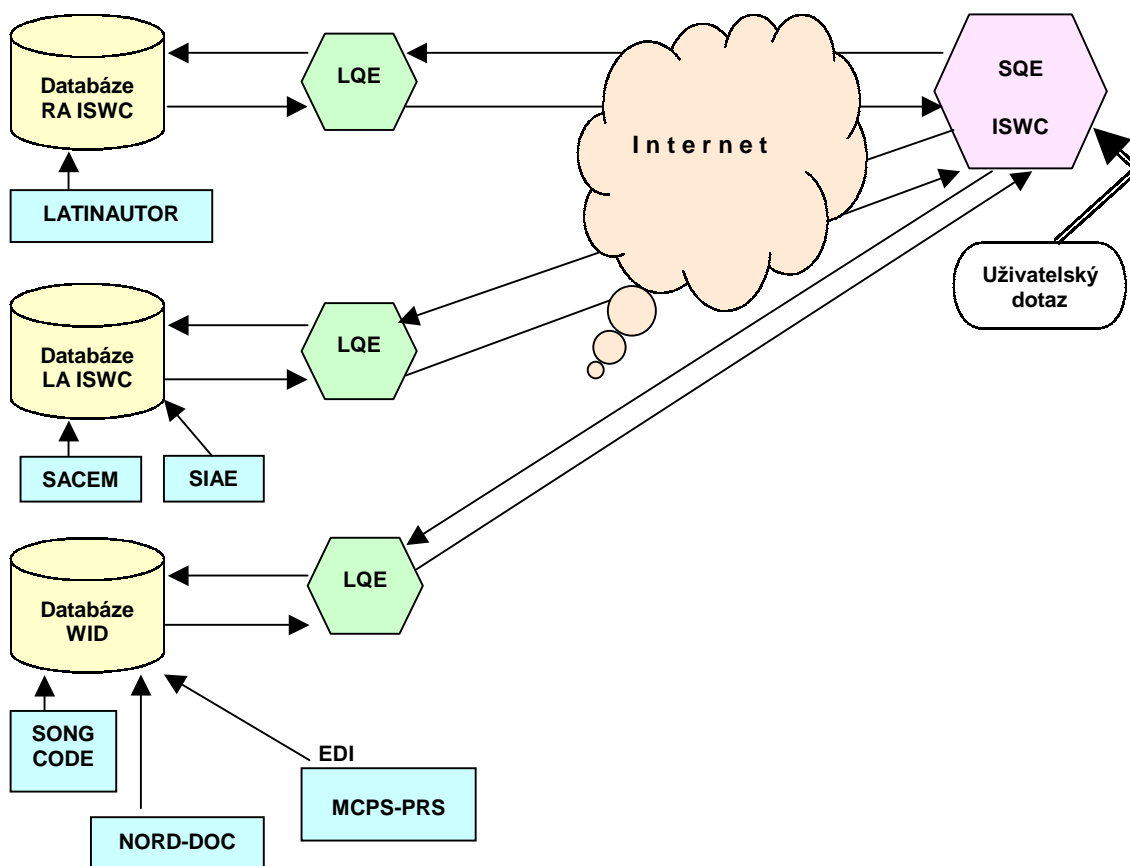 Databáze
RA ISWC
LQE
SQE
ISWC
Internet
LATINAUTOR
Uživatelský
dotaz
Databáze
LA ISWC
LQE
SACEM
SIAE
Databáze
WID
LQE
SONG
CODE
EDI
MCPS-PRS
NORD-DOC